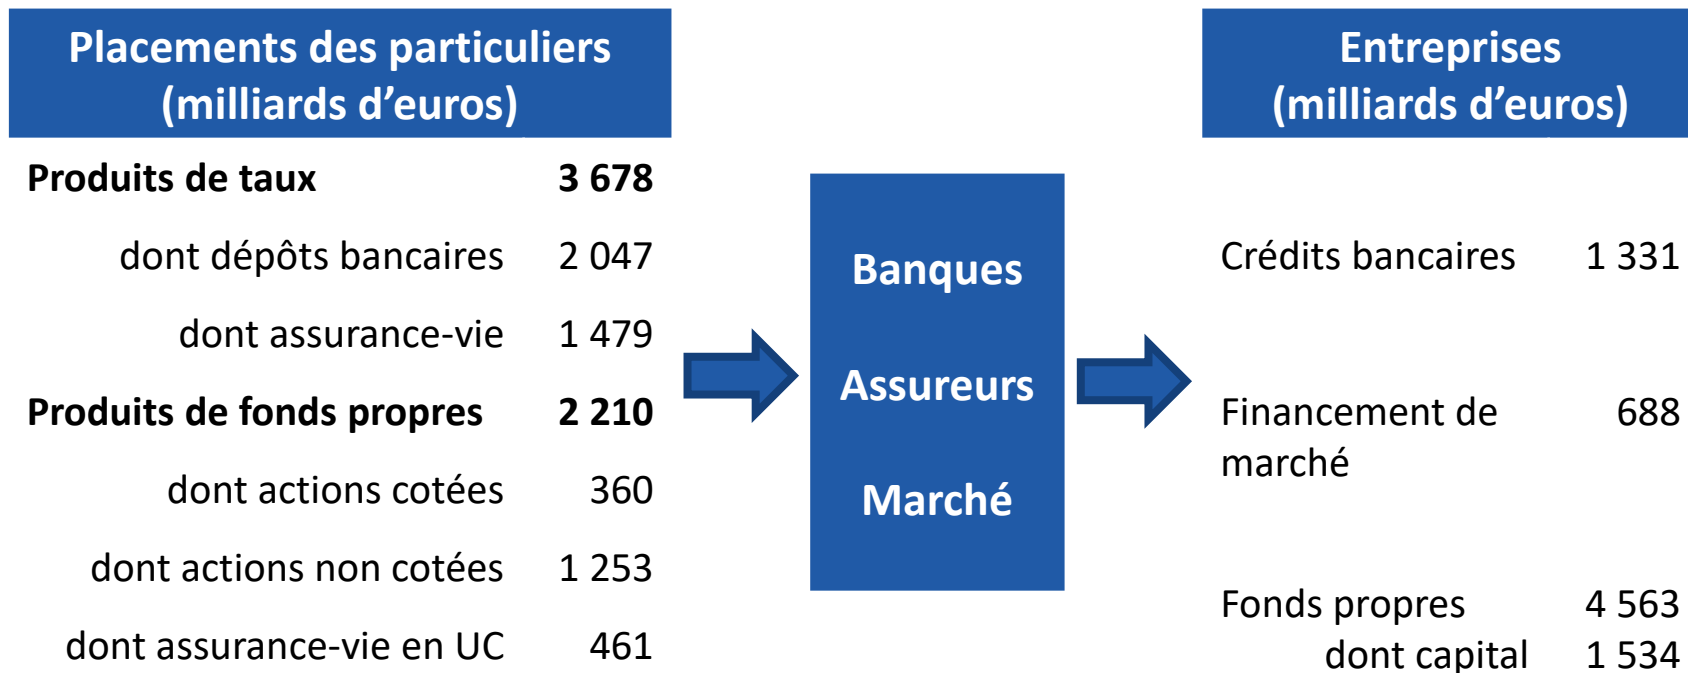 Placements des particuliers
(milliards d’euros)
Produits de taux 3 678
dont dépôts bancaires 2 047
dont assurance-vie 1 479
Produits de fonds propres 2 210
dont actions cotées 360
dont actions non cotées 1 253
dont assurance-vie en UC 461
Banques
Assureurs
Marché
Entreprises
(milliards d’euros)
Crédits bancaires 1 331
Financement de 688
marché
Fonds propres 4 563
dont capital 1 534